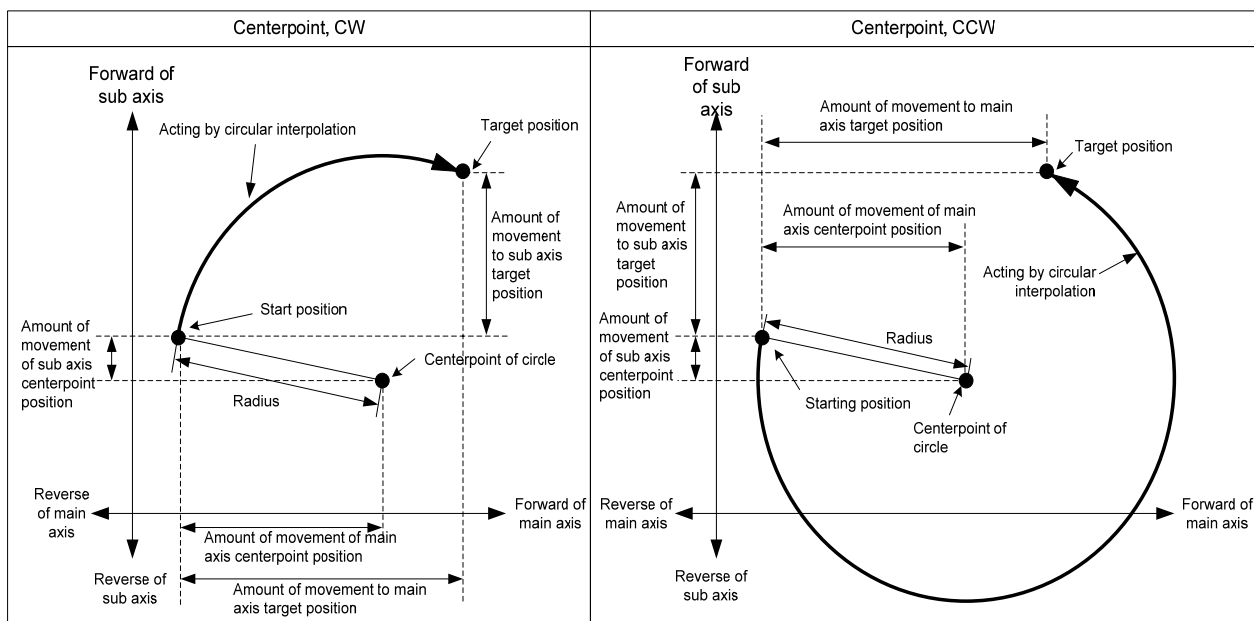 Centerpoint, CW
Forward of
sub axis
Acting by circular interpolation
Target position
Amount of
movement
to sub axis
target
position
Start position
Amount of
movement
of sub axis
centerpoint
position
Centerpoint of circle
Radius
Reverse
of main
axis
Forward of
main axis
Amount of movement of main
axis centerpoint position
Reverse of
sub axis
Amount of movement to main
axis target position
Centerpoint, CCW
Forward
of sub
axis
Amount of movement to main
axis target position
Target position
Amount of
movement
to sub axis
target
position
Amount of movement of main
axis centerpoint position
Acting by circular
interpolation
Amount of
movement
of sub axis
centerpoint
position
Radius
Starting position
Centerpoint of
circle
Reverse of
main axis
Forward of
main axis
Reverse of
sub axis